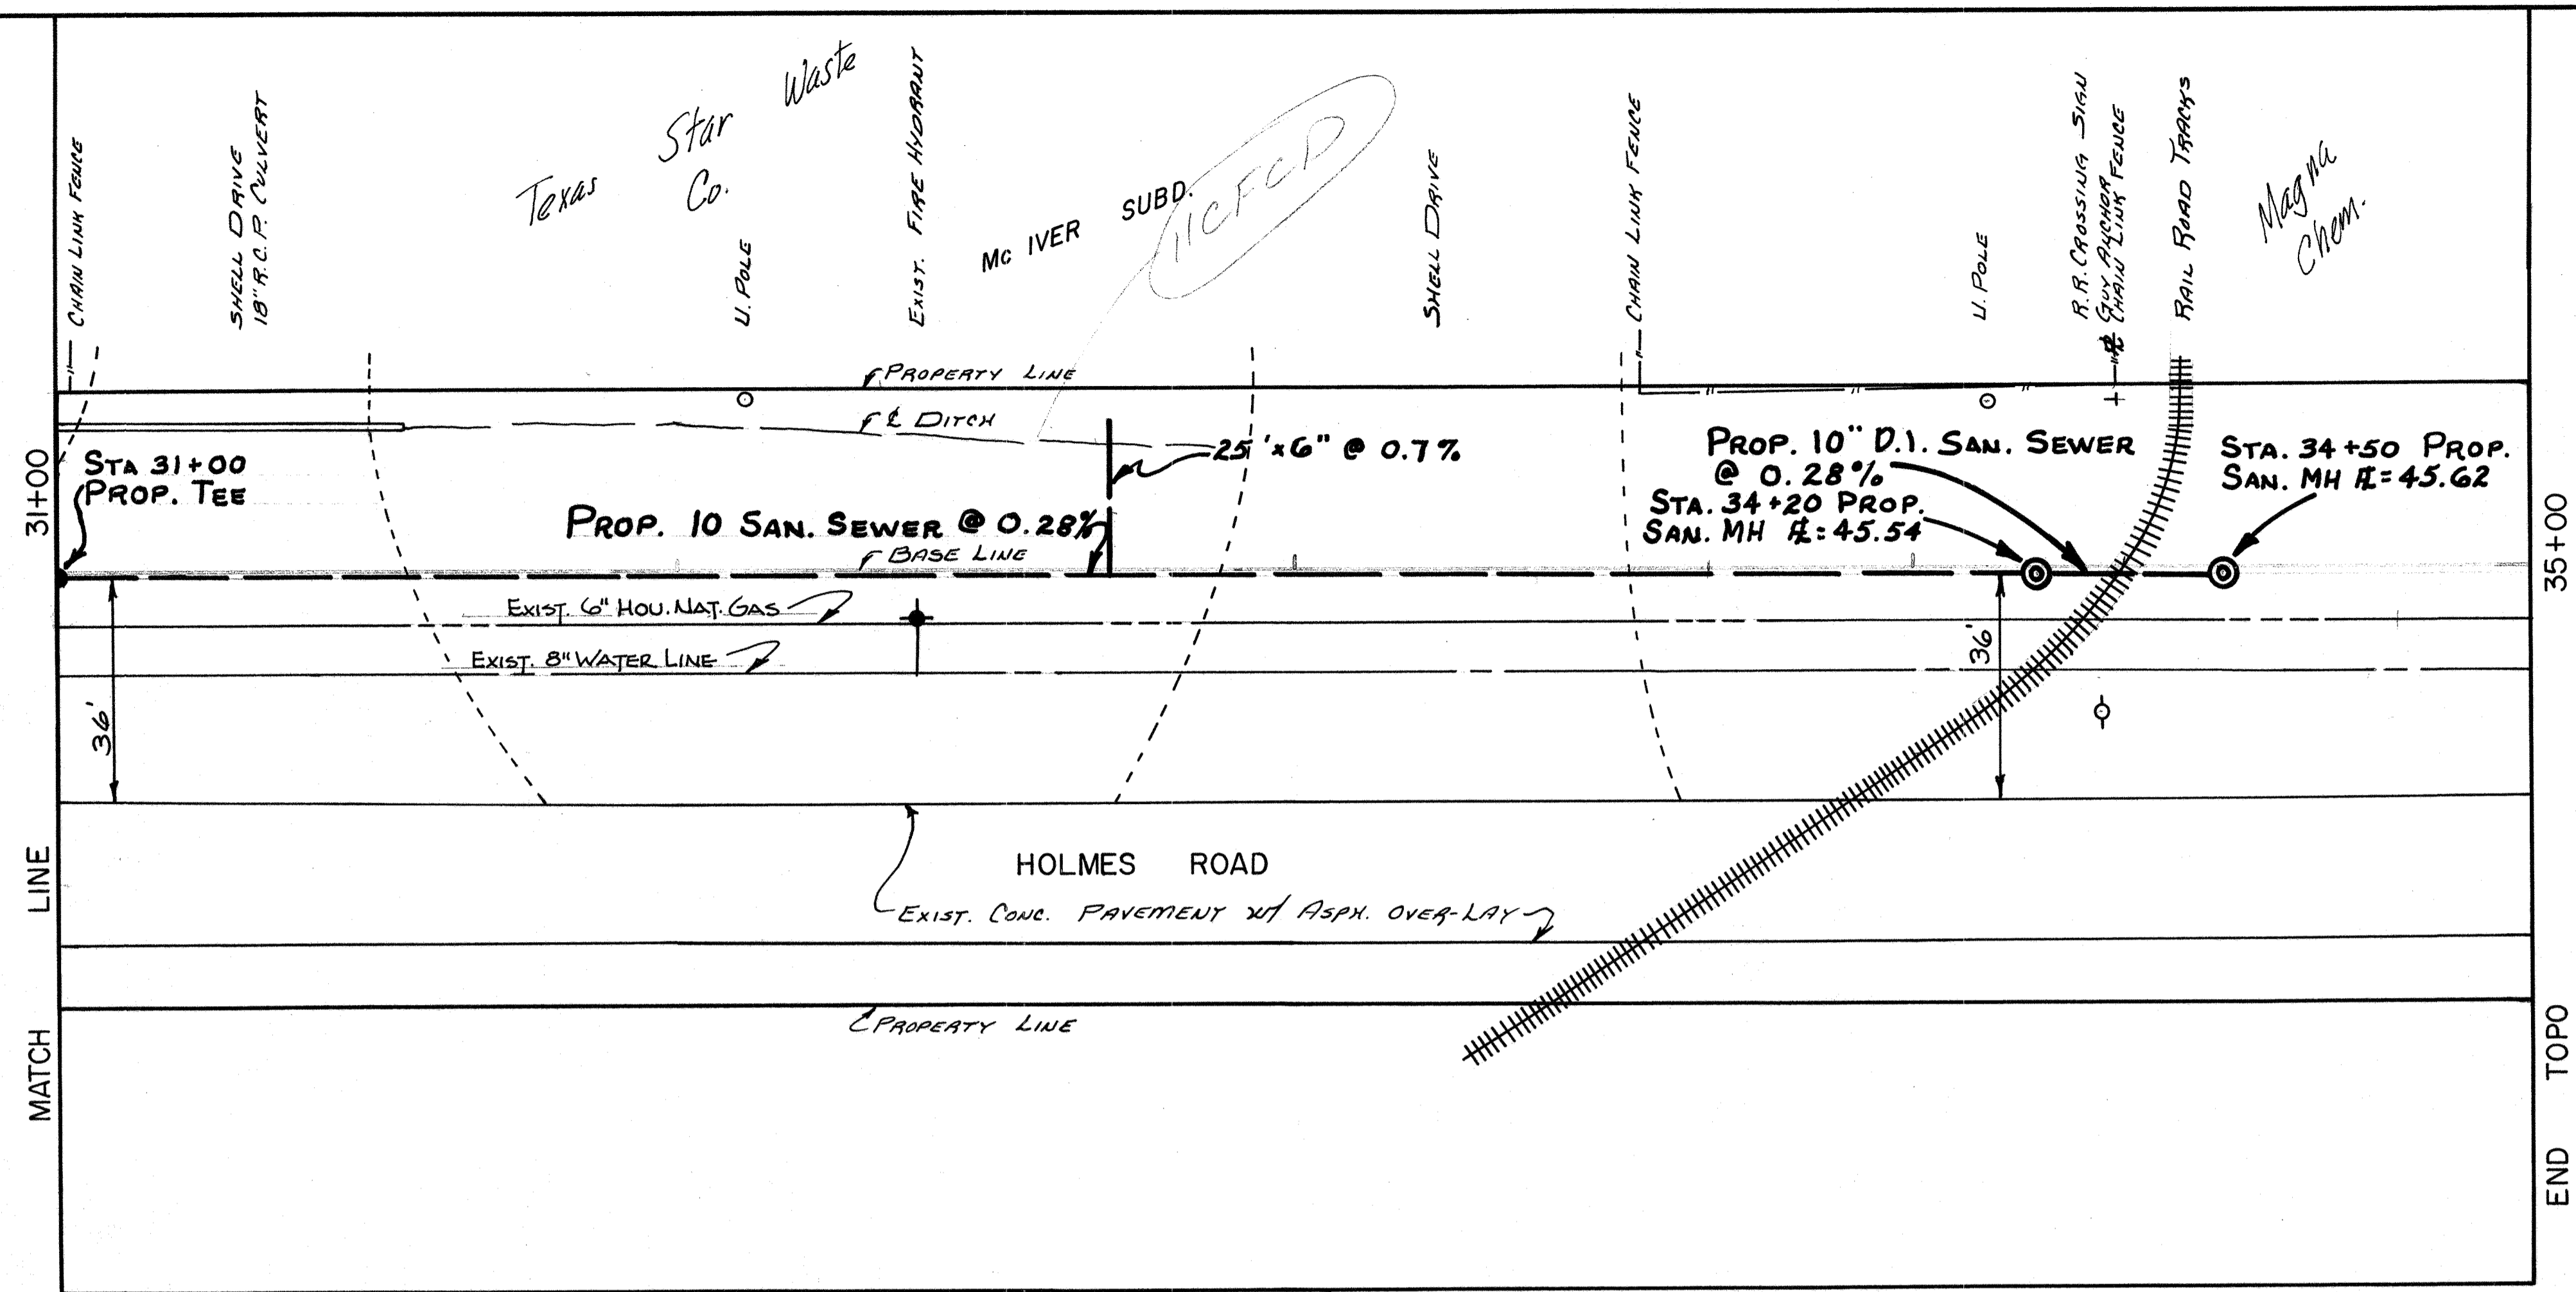 CHAIN LINK FENCE
SHELL DRIVE
18" R.C.P. CULVERT
Texas Star Waste
Co.
U. POLE
EXIST. FIRE HYDRANT
Mc IVER SUBD.
HCFCD
SHELL DRIVE
CHAIN LINK FENCE
U. POLE
R.R. CROSSING SIGN
GUY ANCHOR
CHAIN LINK FENCE
RAIL ROAD TRACKS
Magna
Chem.
PROPERTY LINE
℄ DITCH
25' x 6" @ 0.7%
STA 31+00
PROP. TEE
PROP. 10 SAN. SEWER @ 0.28%
BASE LINE
PROP. 10" D.I. SAN. SEWER
@ 0.28%
STA. 34+20 PROP.
SAN. MH ℄=45.54
STA. 34+50 PROP.
SAN. MH ℄=45.62
EXIST. 6" HOU. NAT. GAS
EXIST. 8" WATER LINE
36'
36'
HOLMES ROAD
EXIST. CONC. PAVEMENT w/ ASPH. OVER-LAY
PROPERTY LINE
MATCH LINE 31+00
END TOPO 35+00